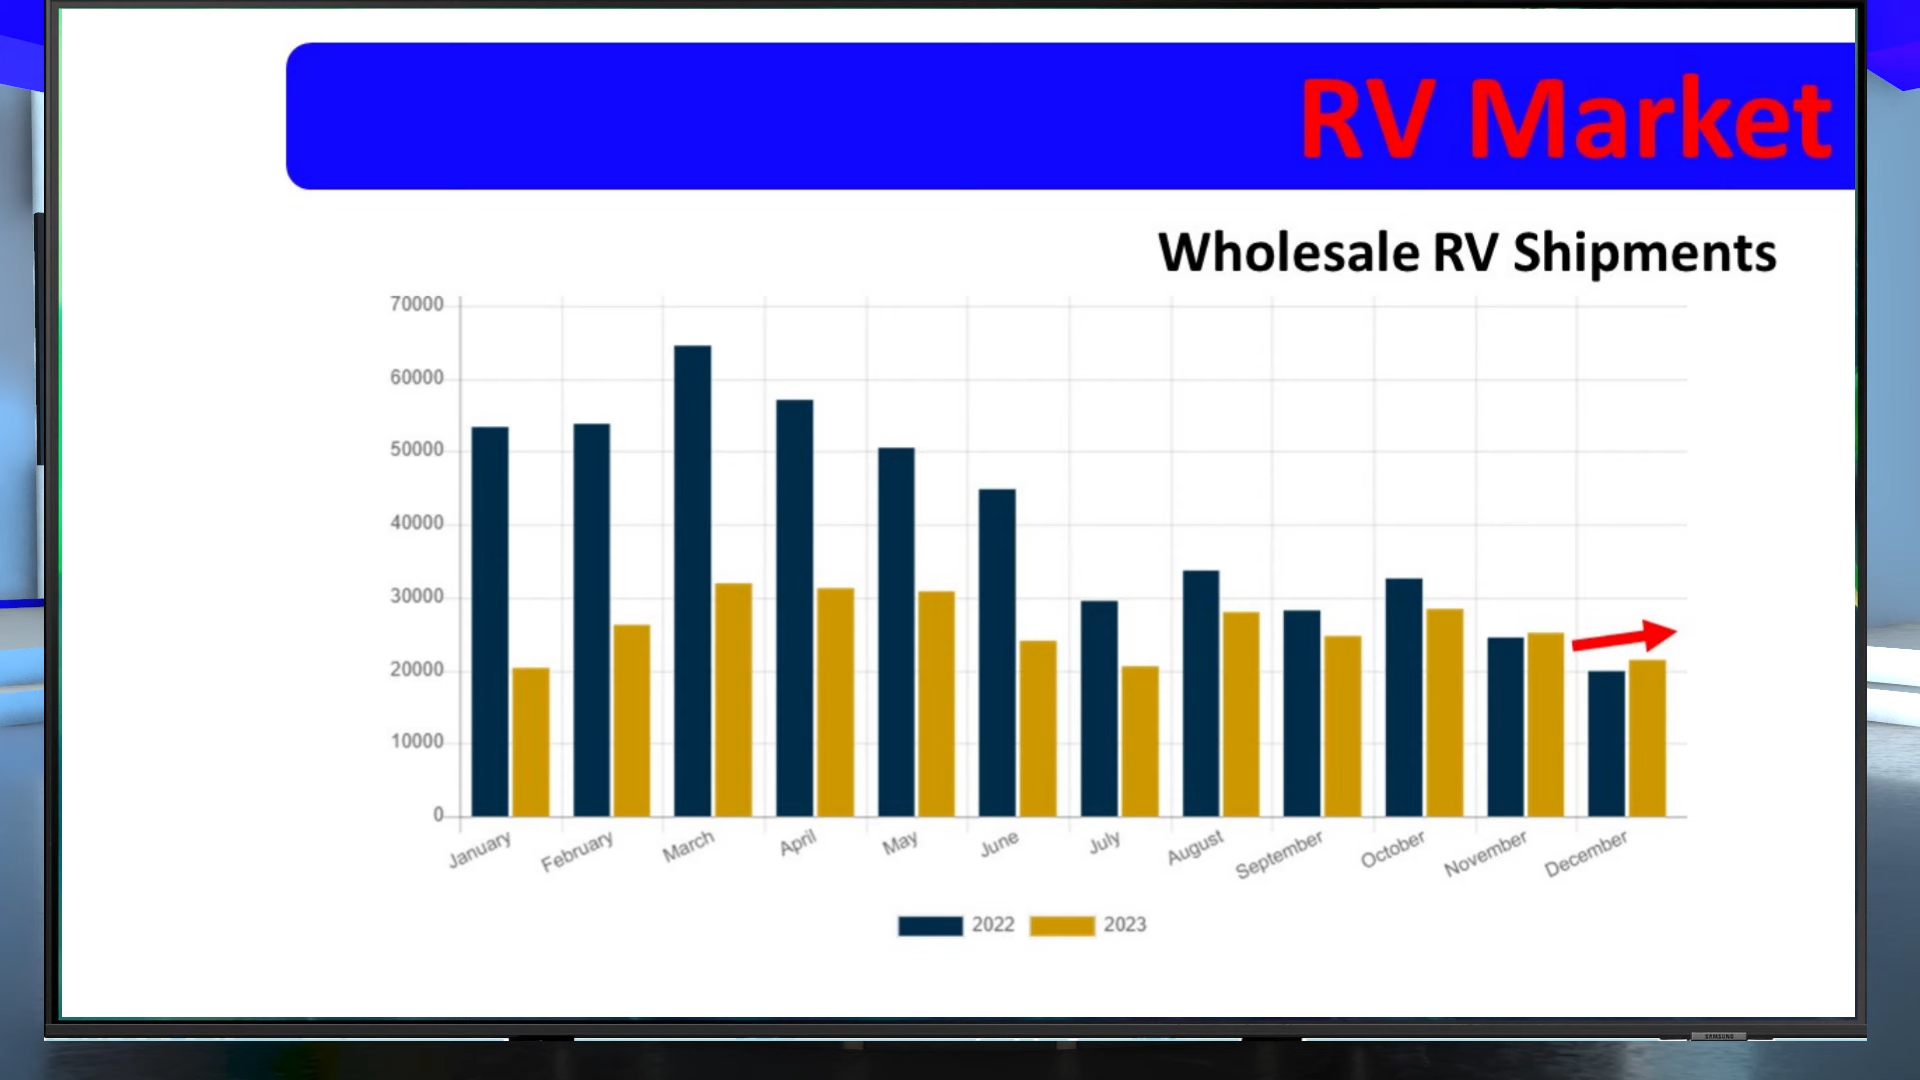 RV Market
Wholesale RV Shipments
70000
60000
50000
40000
30000
20000
10000
0
January February March April May June July August September October November December
2022 2023
SAMSUNG